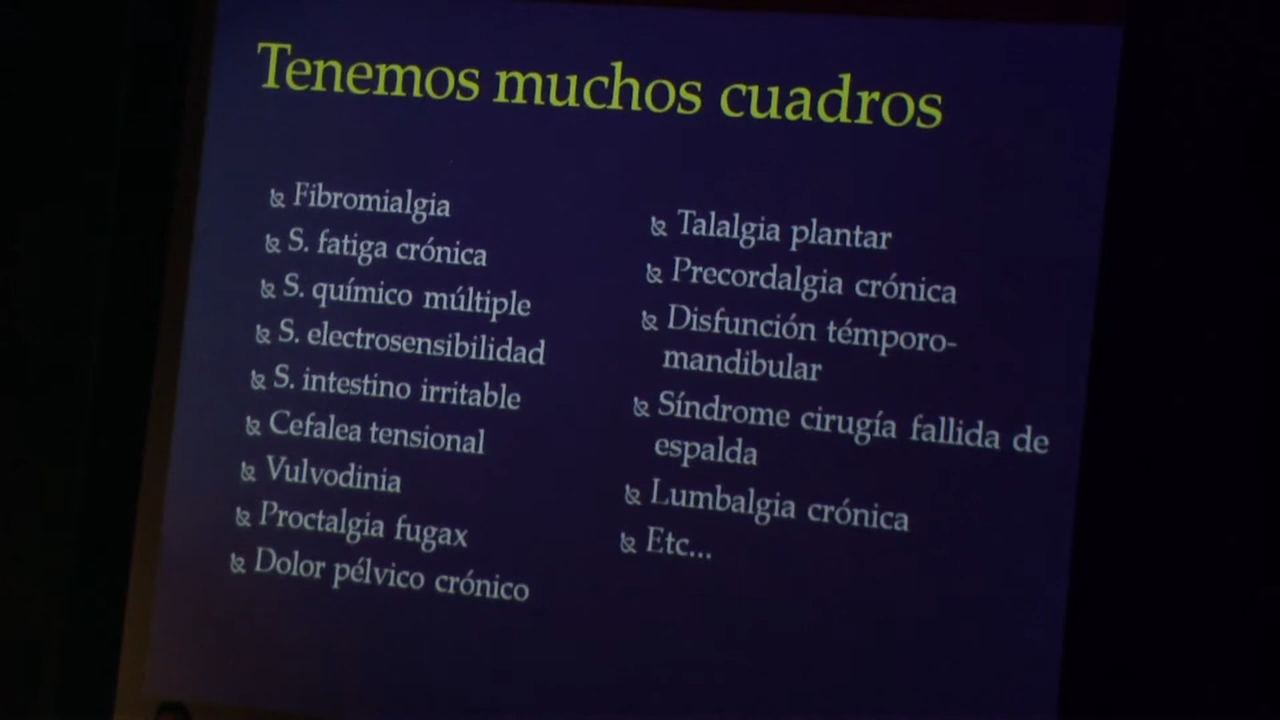 Tenemos muchos cuadros
Fibromialgia
S. fatiga crónica
S. químico múltiple
S. electrosensibilidad
S. intestino irritable
Cefalea tensional
Vulvodinia
Proctalgia fugax
Dolor pélvico crónico
Talalgia plantar
Precordalgia crónica
Disfunción témporo-
mandibular
Síndrome cirugía fallida de
espalda
Lumbalgia crónica
Etc...